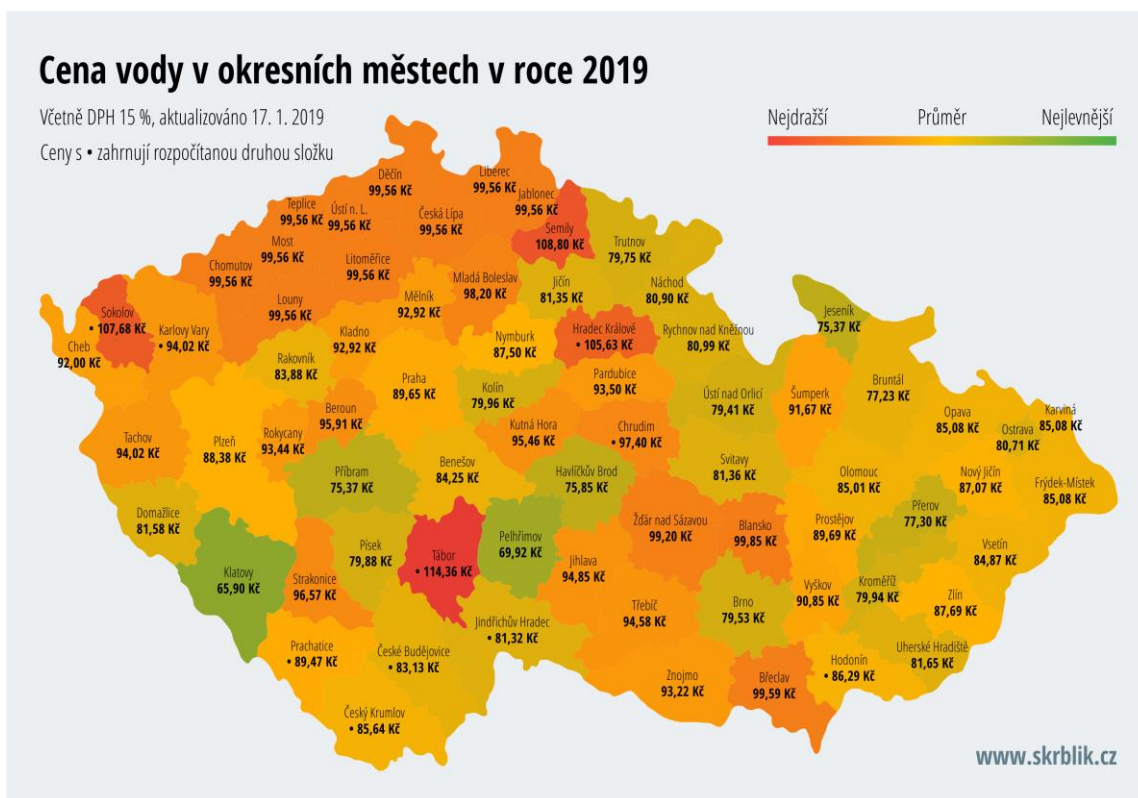 Cena vody v okresních městech v roce 2019
Včetně DPH 15 %, aktualizováno 17. 1. 2019
Ceny s • zahrnují rozpočítanou druhou složku
Nejdražší
Průměr
Nejlevnější
Děčín
99,56 Kč
Liberec
99,56 Kč
Jablonec
99,56 Kč
Teplice
99,56 Kč
Ústí n. L.
99,56 Kč
Česká Lípa
99,56 Kč
Semily
108,80 Kč
Most
99,56 Kč
Trutnov
79,75 Kč
Chomutov
99,56 Kč
Litoměřice
99,56 Kč
Mladá Boleslav
98,20 Kč
Jičín
81,35 Kč
Náchod
80,90 Kč
Louny
99,56 Kč
Mělník
92,92 Kč
Jeseník
75,37 Kč
Sokolov
• 107,68 Kč
Karlovy Vary
• 94,02 Kč
Cheb
92,00 Kč
Kladno
92,92 Kč
Nymburk
87,50 Kč
Hradec Králové
• 105,63 Kč
Rychnov nad Kněžnou
80,99 Kč
Rakovník
83,88 Kč
Praha
89,65 Kč
Kolín
79,96 Kč
Pardubice
93,50 Kč
Ústí nad Orlicí
79,41 Kč
Šumperk
91,67 Kč
Bruntál
77,23 Kč
Beroun
95,91 Kč
Opava
85,08 Kč
Karviná
85,08 Kč
Ostrava
80,71 Kč
Tachov
94,02 Kč
Plzeň
88,38 Kč
Rokycany
93,44 Kč
Kutná Hora
95,46 Kč
Chrudim
• 97,40 Kč
Příbram
75,37 Kč
Benešov
84,25 Kč
Havlíčkův Brod
75,85 Kč
Svitavy
81,36 Kč
Olomouc
85,01 Kč
Nový Jičín
87,07 Kč
Frýdek-Místek
85,08 Kč
Domažlice
81,58 Kč
Přerov
77,30 Kč
Žďár nad Sázavou
99,20 Kč
Blansko
99,85 Kč
Prostějov
89,69 Kč
Písek
79,88 Kč
Tábor
• 114,36 Kč
Pelhřimov
69,92 Kč
Jihlava
94,85 Kč
Vsetín
84,87 Kč
Klatovy
65,90 Kč
Strakonice
96,57 Kč
Třebíč
94,58 Kč
Brno
79,53 Kč
Vyškov
90,85 Kč
Kroměříž
79,94 Kč
Zlín
87,69 Kč
Jindřichův Hradec
• 81,32 Kč
Prachatice
• 89,47 Kč
České Budějovice
• 83,13 Kč
Uherské Hradiště
81,65 Kč
Hodonín
• 86,29 Kč
Znojmo
93,22 Kč
Břeclav
99,59 Kč
Český Krumlov
• 85,64 Kč
www.skrblik.cz